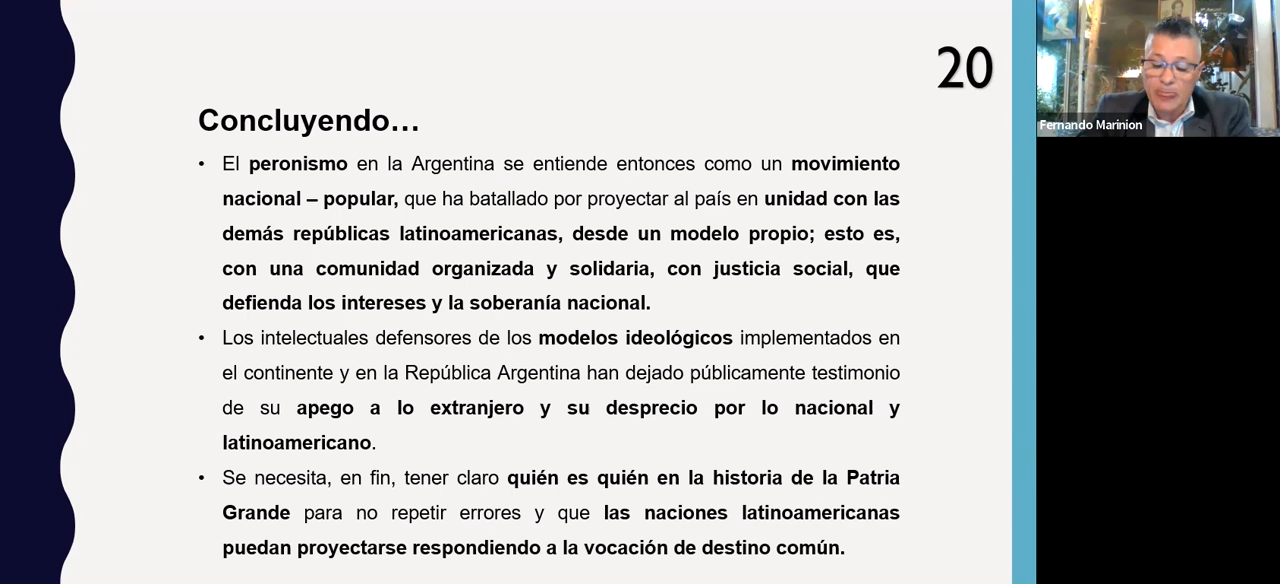 20
Concluyendo...
• El peronismo en la Argentina se entiende entonces como un movimiento
nacional – popular, que ha batallado por proyectar al país en unidad con las
demás repúblicas latinoamericanas, desde un modelo propio; esto es,
con una comunidad organizada y solidaria, con justicia social, que
defienda los intereses y la soberanía nacional.
• Los intelectuales defensores de los modelos ideológicos implementados en
el continente y en la República Argentina han dejado públicamente testimonio
de su apego a lo extranjero y su desprecio por lo nacional y
latinoamericano.
• Se necesita, en fin, tener claro quién es quién en la historia de la Patria
Grande para no repetir errores y que las naciones latinoamericanas
puedan proyectarse respondiendo a la vocación de destino común.
Fernando Marinion